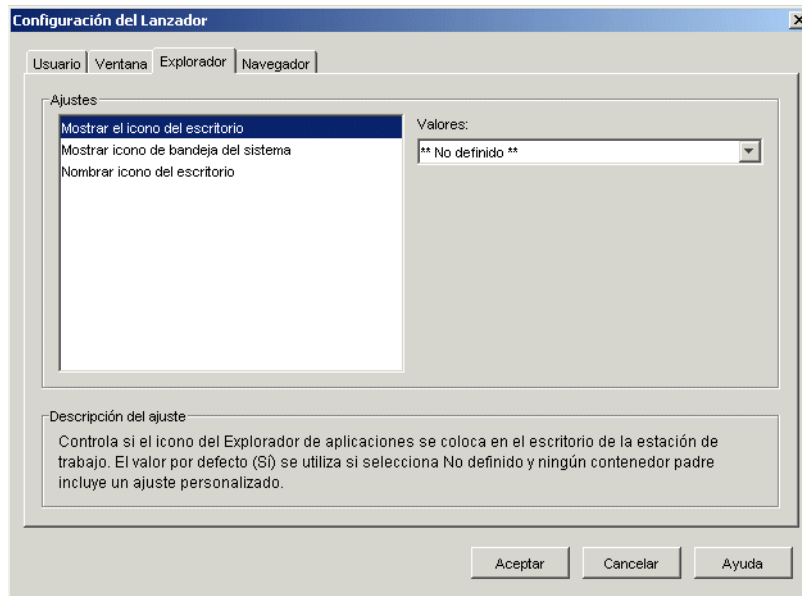 Configuración del Lanzador
Usuario
Ventana
Explorador
Navegador
Ajustes
Mostrar el icono del escritorio
Mostrar icono de bandeja del sistema
Nombrar icono del escritorio
Valores:
** No definido **
Descripción del ajuste
Controla si el icono del Explorador de aplicaciones se coloca en el escritorio de la estación de
trabajo. El valor por defecto (Sí) se utiliza si selecciona No definido y ningún contenedor padre
incluye un ajuste personalizado.
Aceptar
Cancelar
Ayuda